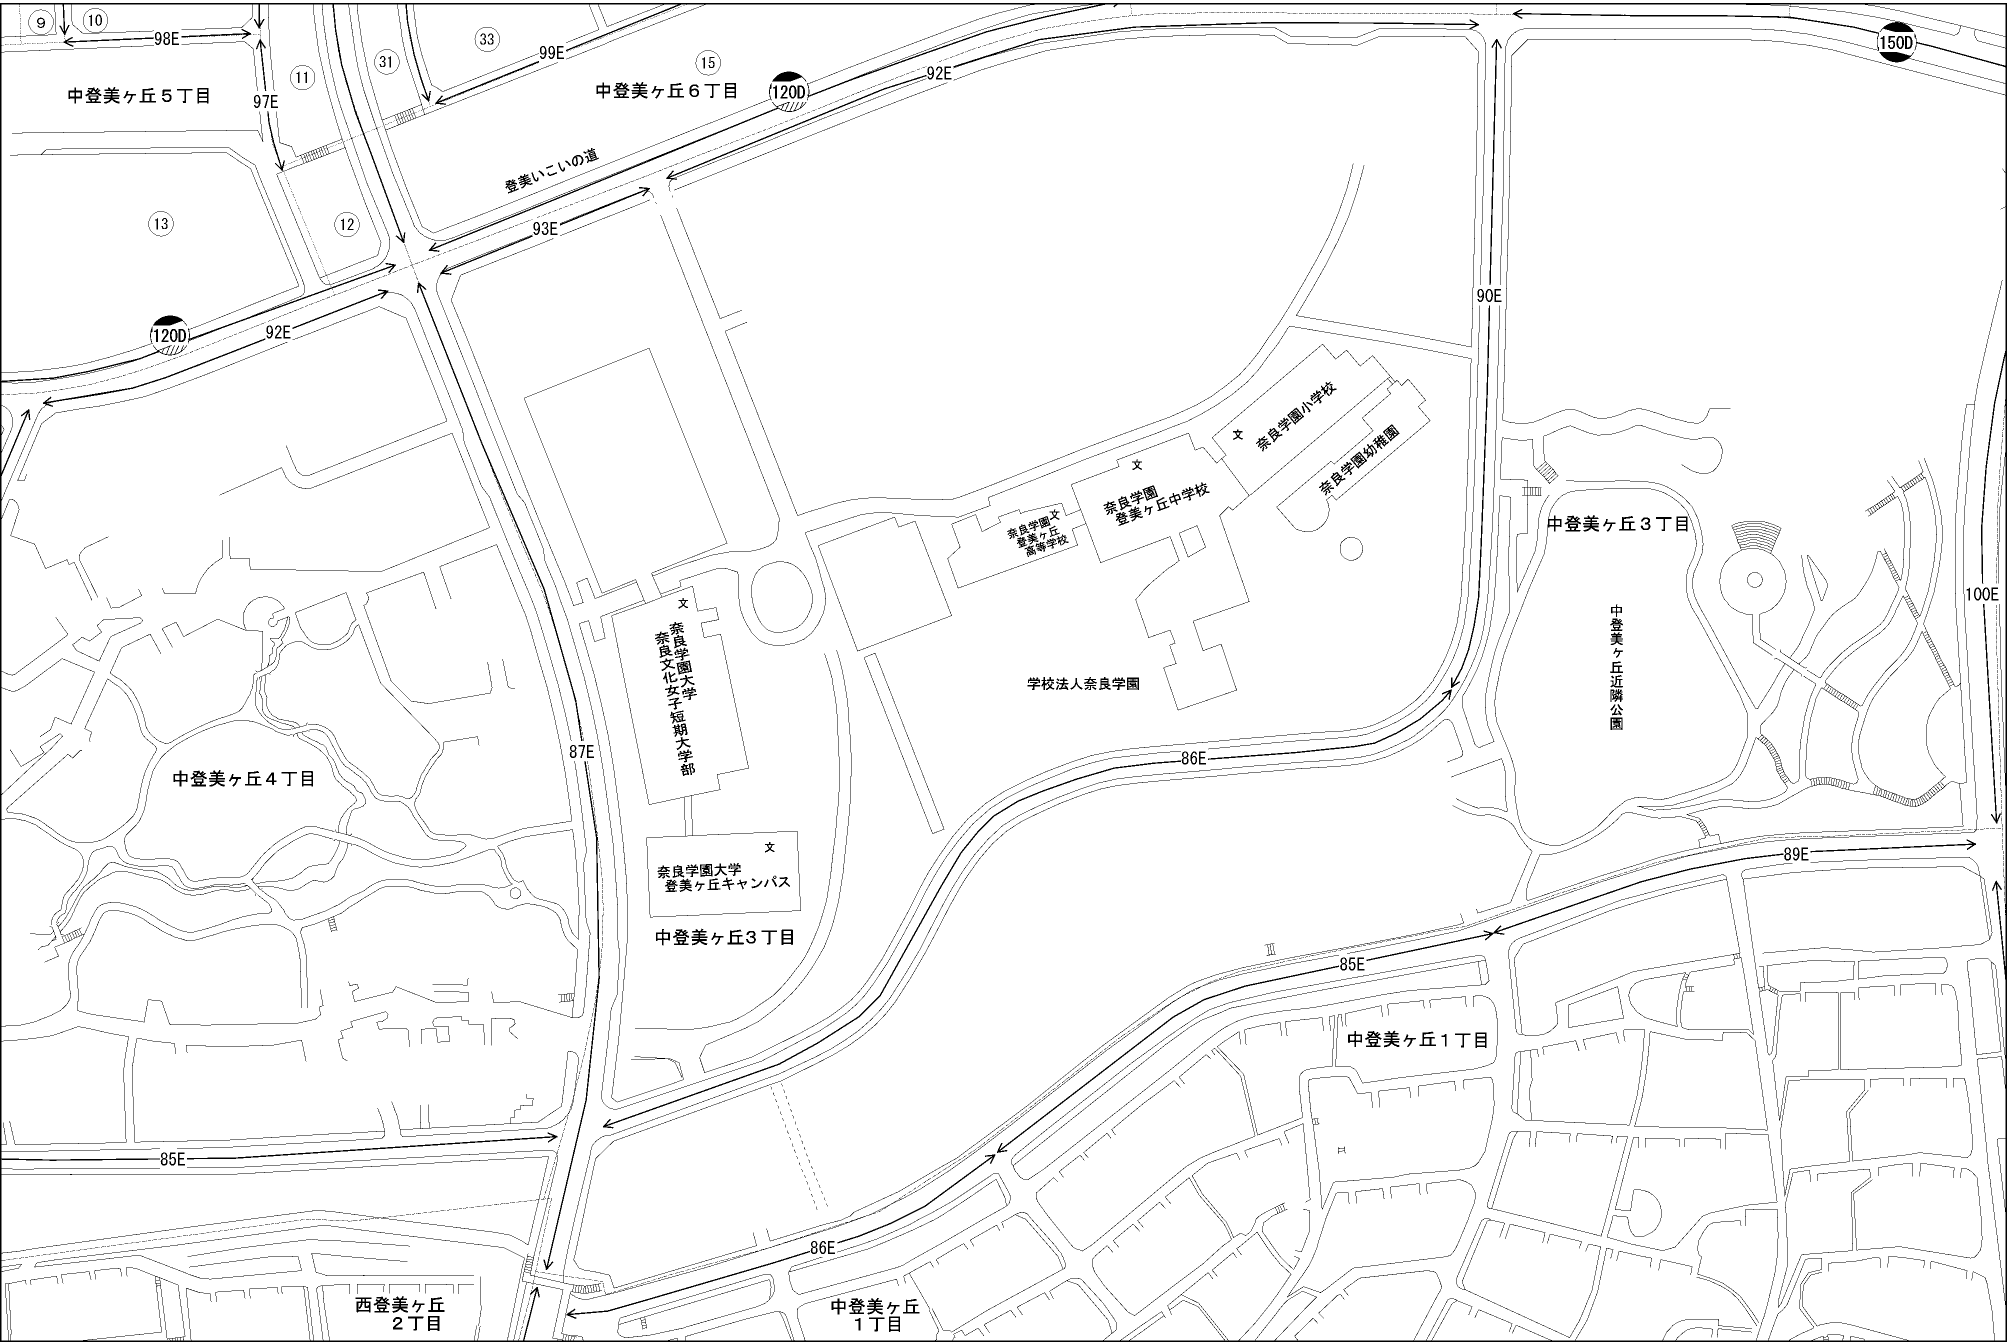 9
10
98E
97E
11
31
33
99E
15
92E
150D
中登美ヶ丘５丁目
中登美ヶ丘６丁目
120D
登美いこいの道
13
12
93E
90E
120D
92E
奈良学園小学校
奈良学園幼稚園
文
文
奈良学園
登美ヶ丘中学校
文
奈良学園
登美ヶ丘
高等学校
中登美ヶ丘３丁目
中登美ヶ丘近隣公園
100E
文
奈良学園大学
奈良文化女子短期大学部
学校法人奈良学園
87E
86E
中登美ヶ丘４丁目
文
奈良学園大学
登美ヶ丘キャンパス
89E
中登美ヶ丘３丁目
85E
中登美ヶ丘１丁目
85E
86E
西登美ヶ丘
２丁目
中登美ヶ丘
１丁目